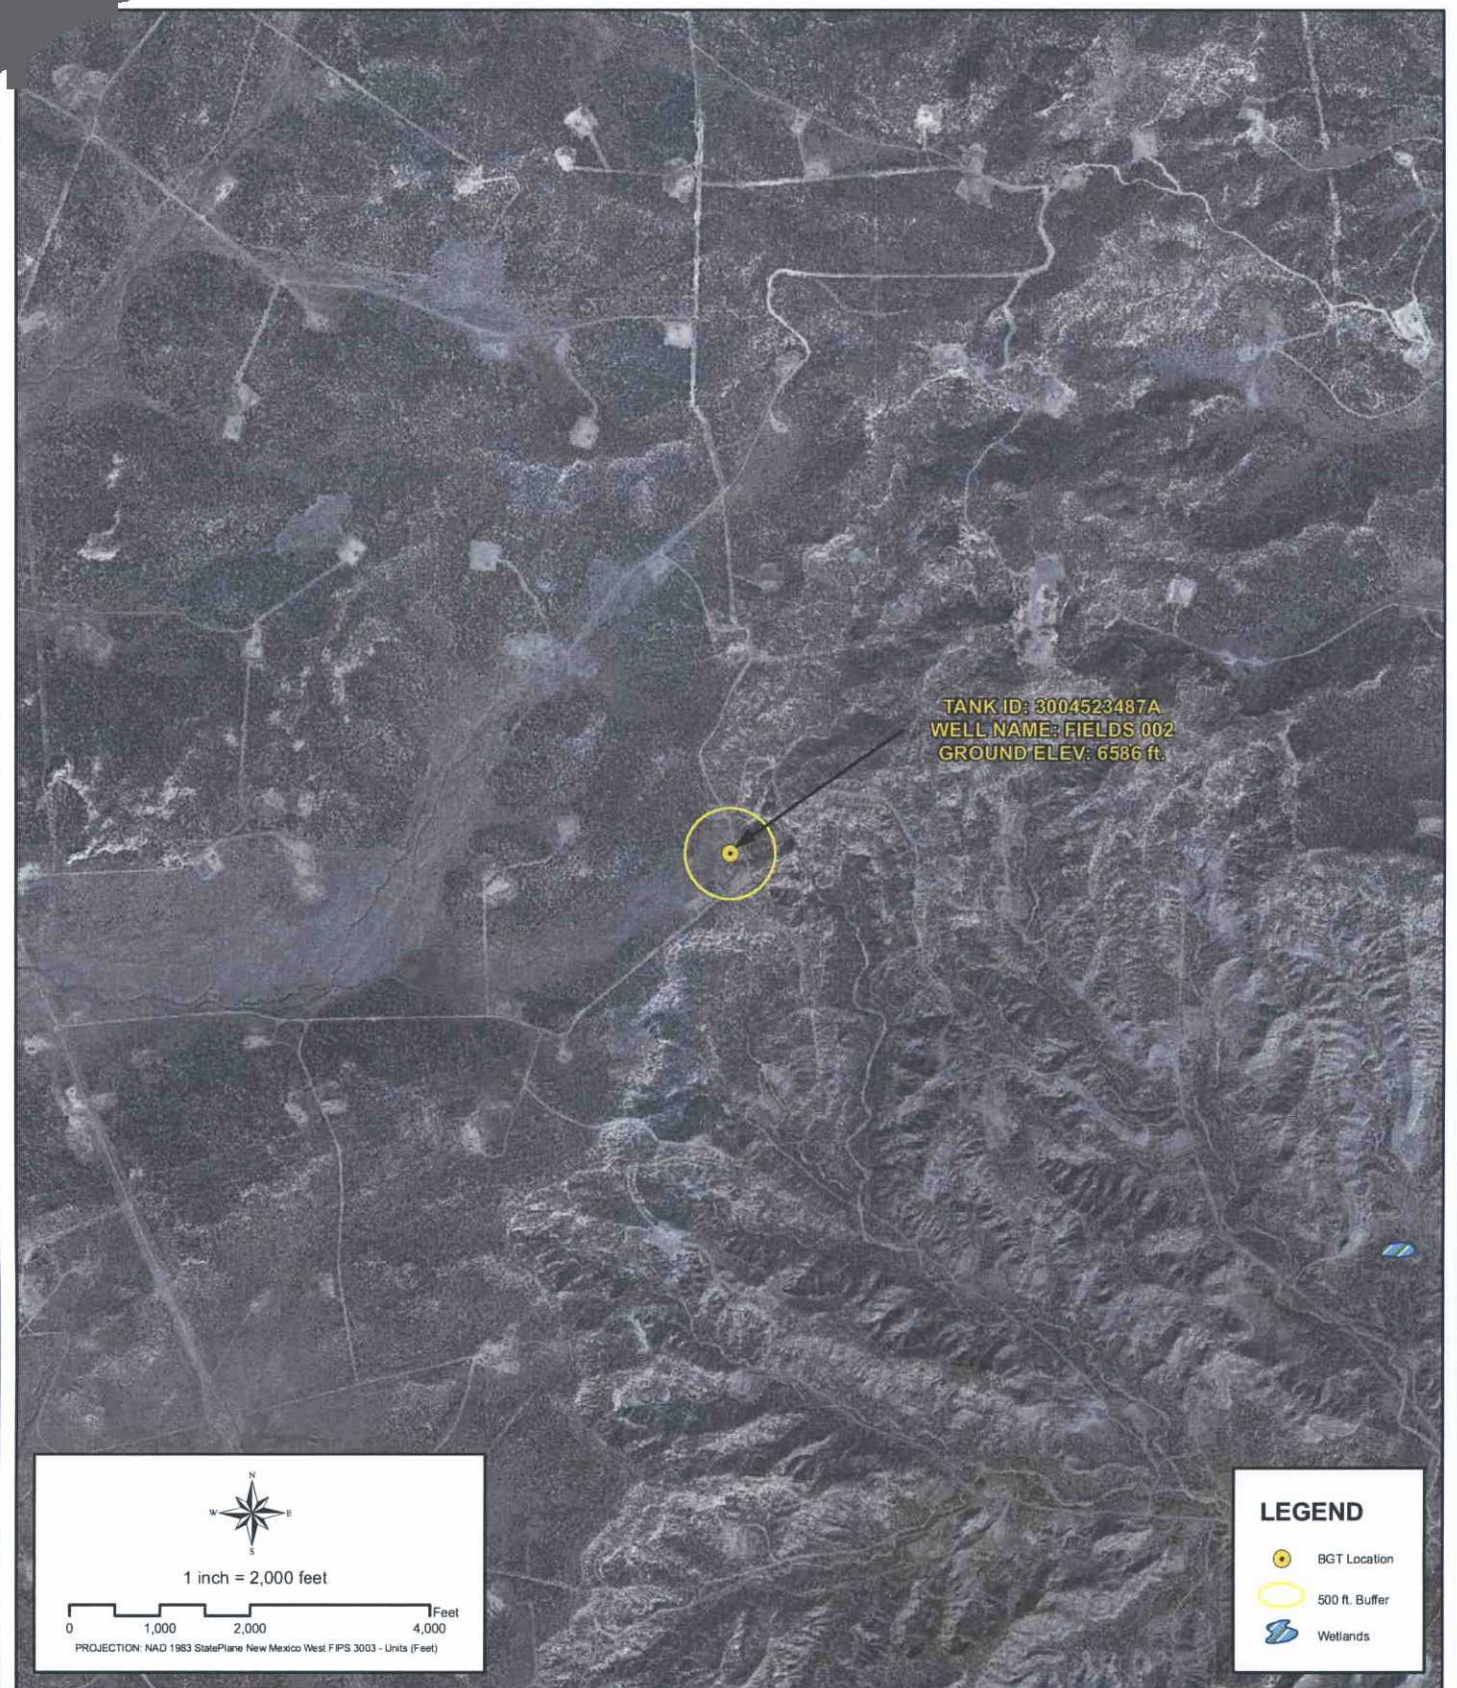 TANK ID: 3004523487A
WELL NAME: FIELDS 002
GROUND ELEV: 6586 ft.
N
W E
S
1 inch = 2,000 feet
Feet
0 1,000 2,000 4,000
PROJECTION: NAD 1983 StatePlane New Mexico West FIPS 3003 - Units (Feet)
LEGEND
BGT Location
500 ft. Buffer
Wetlands